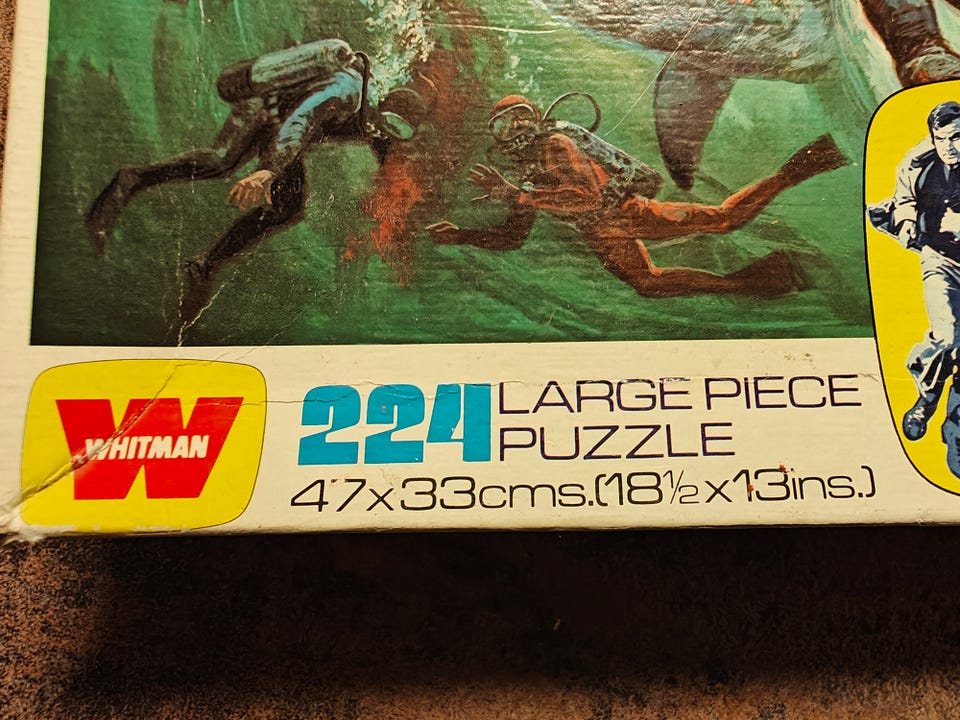 WHITMAN
224 LARGE PIECE
PUZZLE
47x33cms.(18½x13ins.)